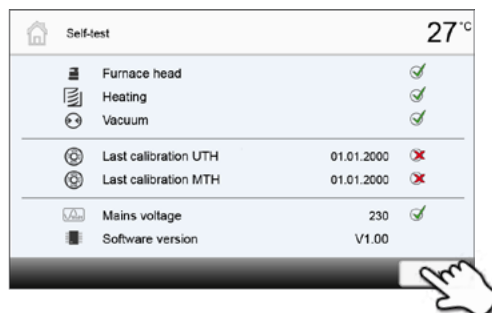 Self-test 27 °C
Furnace head
Heating
Vacuum
Last calibration UTH 01.01.2000
Last calibration MTH 01.01.2000
Mains voltage 230
Software version V1.00